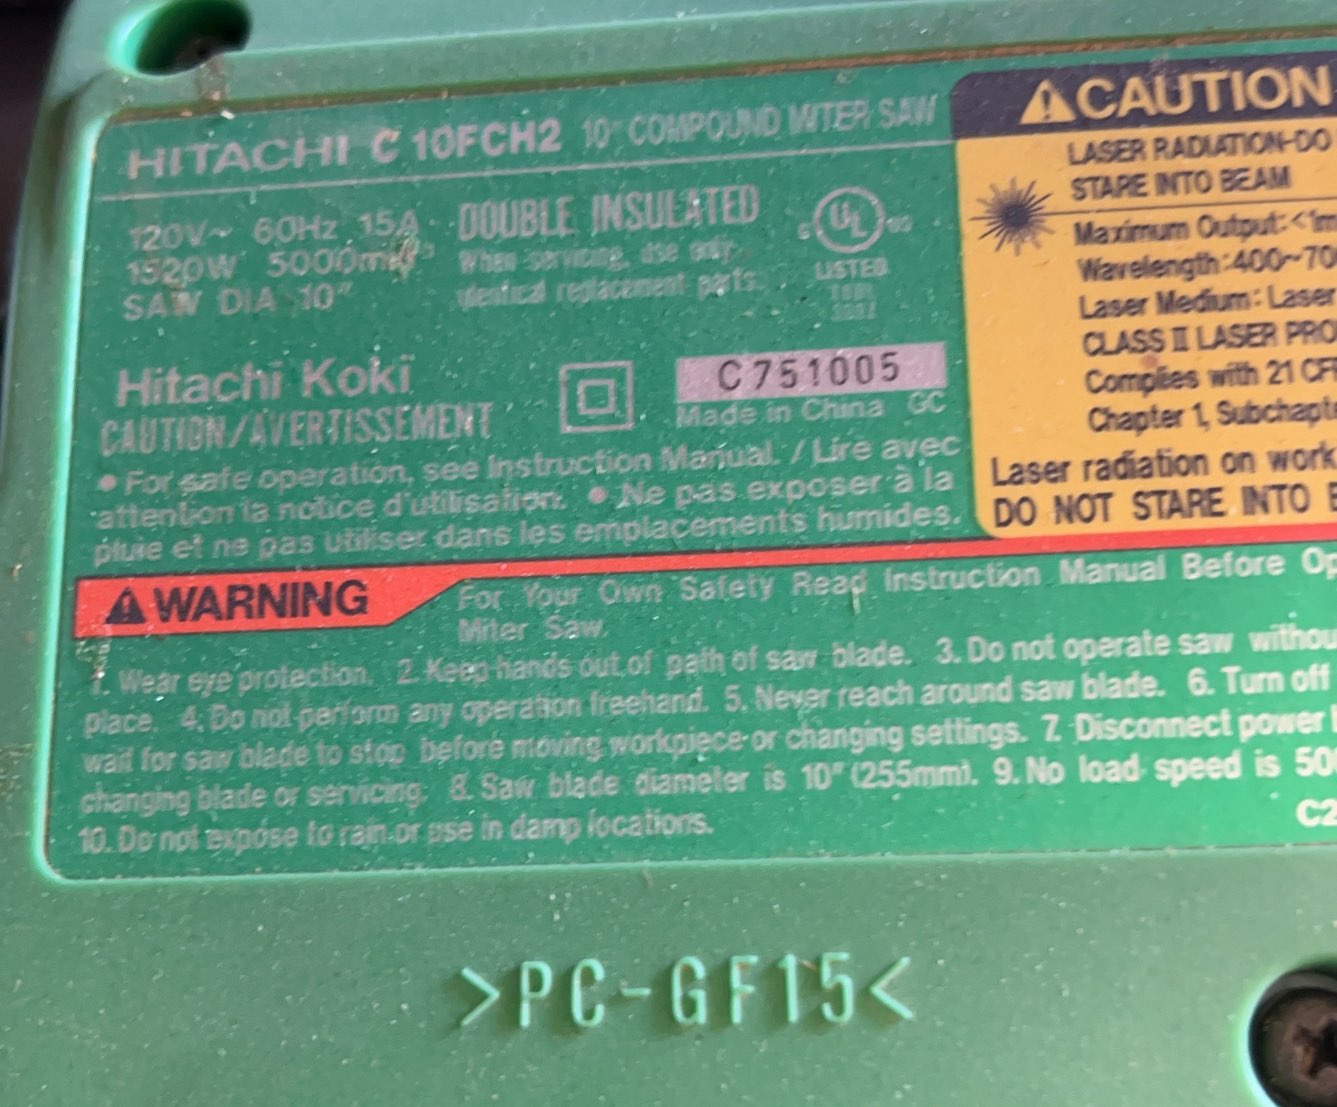 HITACHI C 10FCH2 10" COMPOUND MITER SAW
120V~ 60Hz 15A
1520W 5000min
SAW DIA 10"
DOUBLE INSULATED
When servicing, use only
identical replacement parts.
C UL US
LISTED
Hitachi Koki
C751005
Made in China GC
CAUTION/AVERTISSEMENT
• For safe operation, see Instruction Manual. / Lire avec
attention la notice d'utilisation. • Ne pas exposer à la
pluie et ne pas utiliser dans les emplacements humides.
CAUTION
LASER RADIATION-DO
STARE INTO BEAM
Maximum Output:<1m
Wavelength:400~70
Laser Medium: Laser
CLASS II LASER PRO
Complies with 21 CF
Chapter 1, Subchapt
Laser radiation on work
DO NOT STARE INTO
WARNING
For Your Own Safety Read Instruction Manual Before Op
Miter Saw.
1. Wear eye protection. 2. Keep hands out of path of saw blade. 3. Do not operate saw withou
place. 4. Do not perform any operation freehand. 5. Never reach around saw blade. 6. Turn off
wait for saw blade to stop before moving workpiece or changing settings. 7. Disconnect power
changing blade or servicing. 8. Saw blade diameter is 10" (255mm). 9. No load speed is 500
10. Do not expose to rain or use in damp locations.
C2
>PC-GF15<